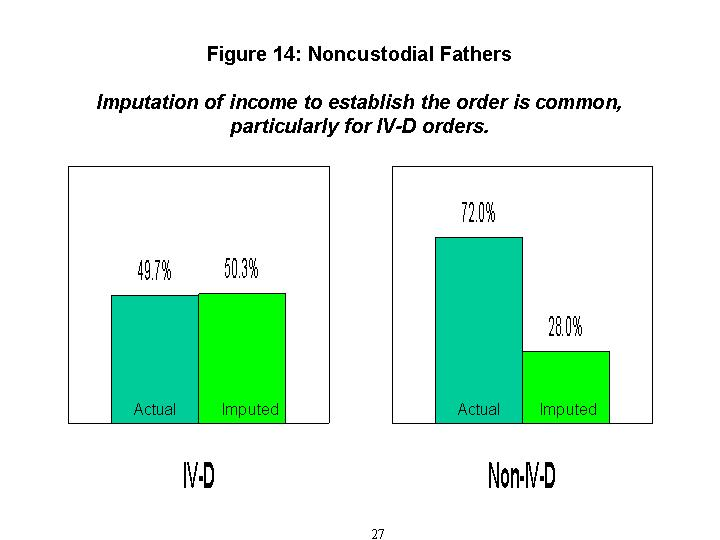 Figure 14: Noncustodial Fathers
Imputation of income to establish the order is common,
particularly for IV-D orders.
49.7%
50.3%
Actual
Imputed
IV-D
72.0%
28.0%
Actual
Imputed
Non-IV-D
27